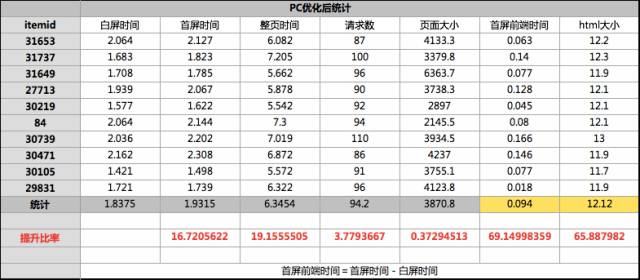 PC优化后统计
itemid 白屏时间 首屏时间 整页时间 请求数 页面大小 首屏前端时间 html大小
31653 2.064 2.127 6.082 87 4133.3 0.063 12.2
31737 1.683 1.823 7.205 100 3379.8 0.14 12.3
31649 1.708 1.785 5.662 96 6363.7 0.077 11.9
27713 1.939 2.067 5.878 90 3738.3 0.128 12.1
30219 1.577 1.622 5.542 92 2897 0.045 12.1
84 2.064 2.144 7.3 94 2145.5 0.08 12.1
30739 2.036 2.202 7.019 110 3934.5 0.166 13
30471 2.162 2.308 6.872 86 4237 0.146 11.9
30105 1.421 1.498 5.572 91 3755.1 0.077 11.7
29831 1.721 1.739 6.322 96 4123.8 0.018 11.9
统计 1.8375 1.9315 6.3454 94.2 3870.8 0.094 12.12
提升比率 16.7205622 19.1555505 3.7793667 0.37294513 69.14998359 65.887982
首屏前端时间 = 首屏时间 - 白屏时间